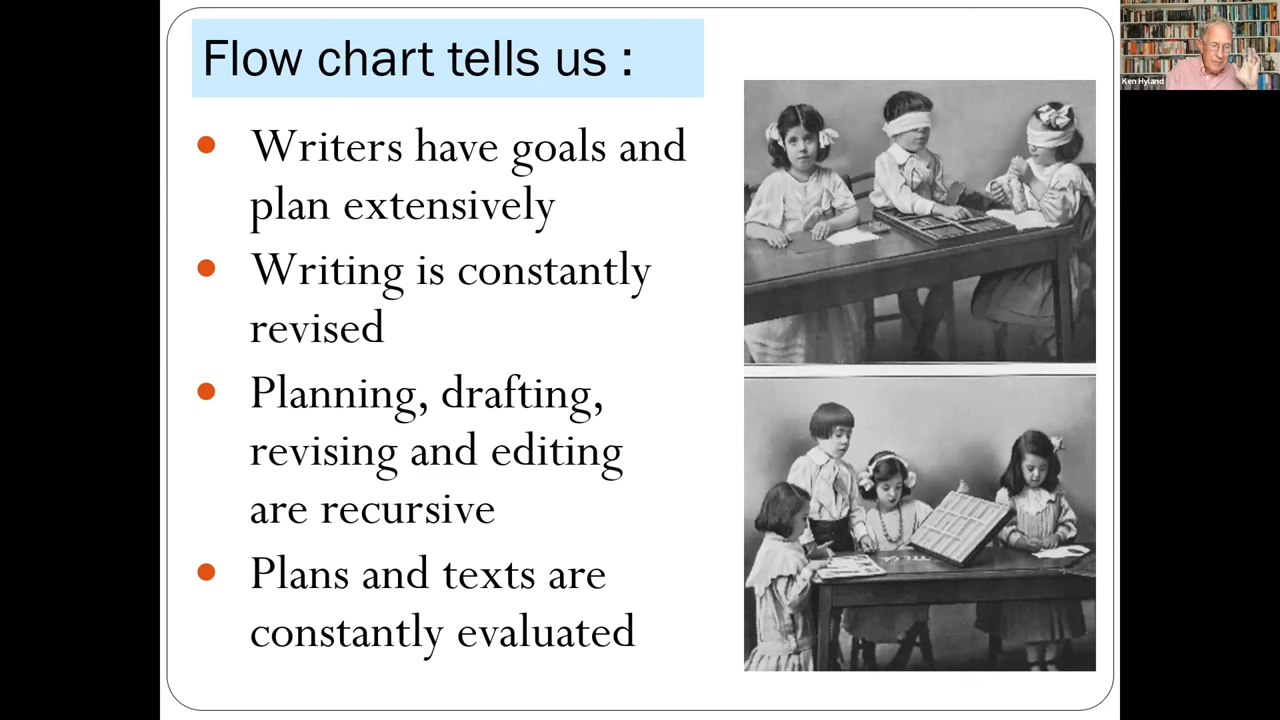 Flow chart tells us :
Writers have goals and
plan extensively
Writing is constantly
revised
Planning, drafting,
revising and editing
are recursive
Plans and texts are
constantly evaluated
Ken Hyland